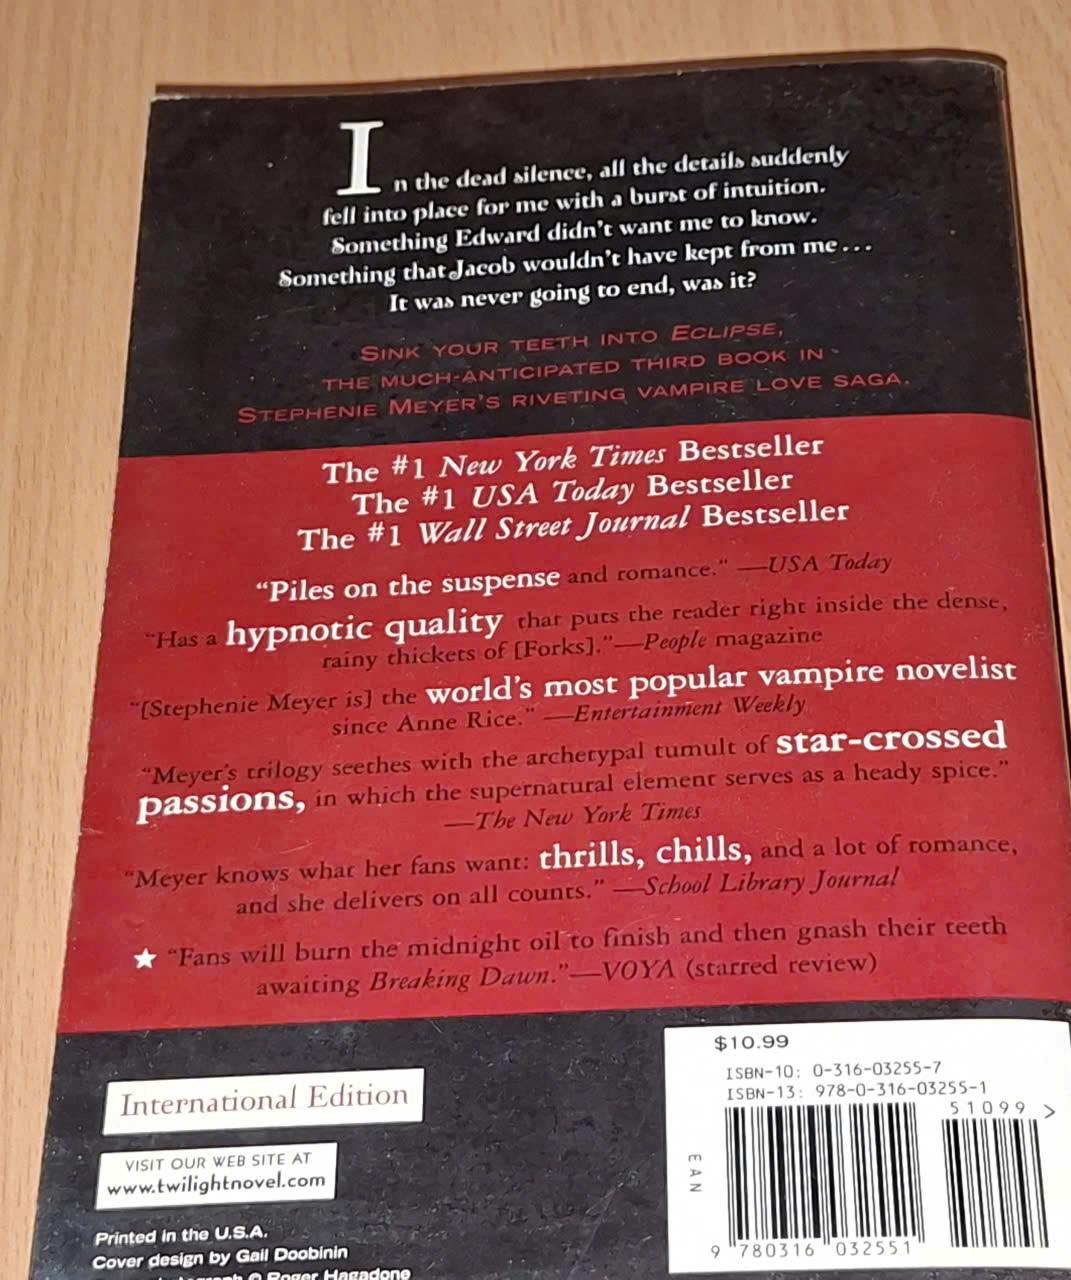 In the dead silence, all the details suddenly
fell into place for me with a burst of intuition.
Something Edward didn't want me to know.
Something that Jacob wouldn't have kept from me . . .
It was never going to end, was it?
SINK YOUR TEETH INTO ECLIPSE,
THE MUCH-ANTICIPATED THIRD BOOK IN
STEPHENIE MEYER'S RIVETING VAMPIRE LOVE SAGA.
The #1 New York Times Bestseller
The #1 USA Today Bestseller
The #1 Wall Street Journal Bestseller
"Piles on the suspense and romance." —USA Today
"Has a hypnotic quality that puts the reader right inside the dense,
rainy thickets of [Forks]."—People magazine
"[Stephenie Meyer is] the world's most popular vampire novelist
since Anne Rice." —Entertainment Weekly
"Meyer's trilogy seethes with the archetypal tumult of star-crossed
passions, in which the supernatural element serves as a heady spice."
—The New York Times
"Meyer knows what her fans want: thrills, chills, and a lot of romance,
and she delivers on all counts." —School Library Journal
★ "Fans will burn the midnight oil to finish and then gnash their teeth
awaiting Breaking Dawn."—VOYA (starred review)
$10.99
ISBN-10: 0-316-03255-7
ISBN-13: 978-0-316-03255-1
51099 >
EAN
9 780316 032551
International Edition
VISIT OUR WEB SITE AT
www.twilightnovel.com
Printed in the U.S.A.
Cover design by Gail Doobinin
© Roger Hagadone